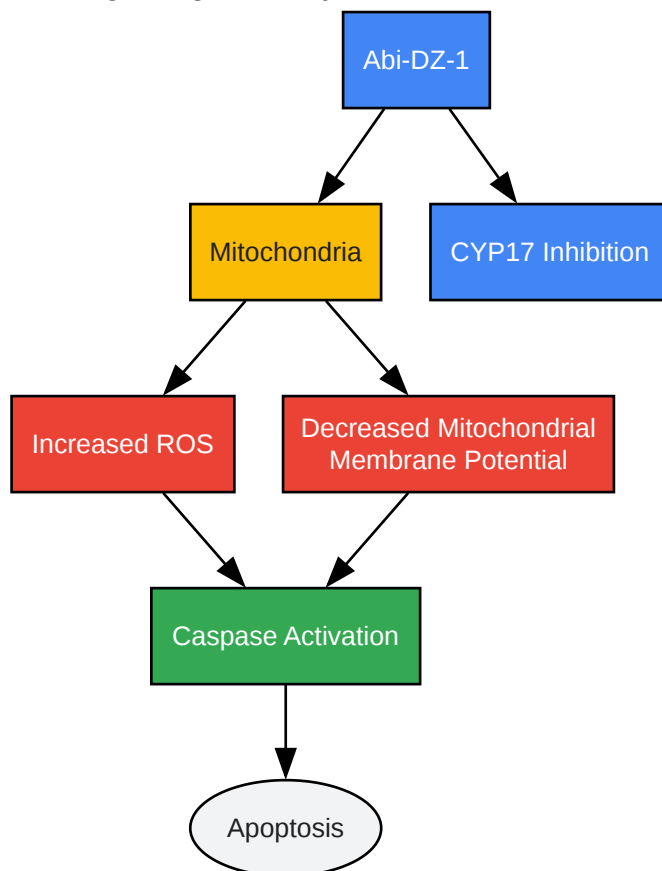 Abi-DZ-1
Mitochondria
CYP17 Inhibition
Increased ROS
Decreased Mitochondrial
Membrane Potential
Caspase Activation
Apoptosis